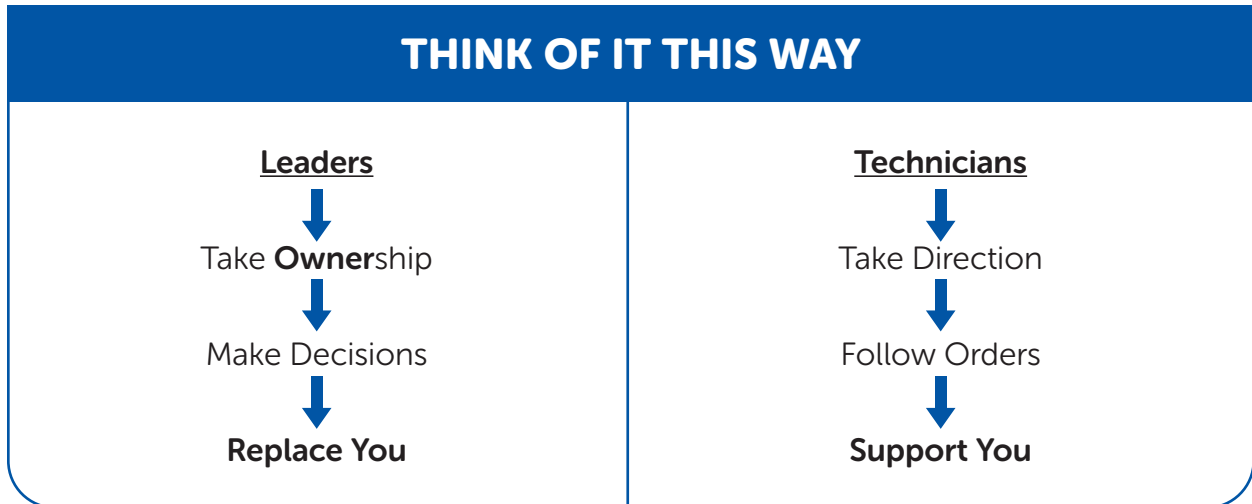 THINK OF IT THIS WAY
Leaders
Take Ownership
Make Decisions
Replace You
Technicians
Take Direction
Follow Orders
Support You